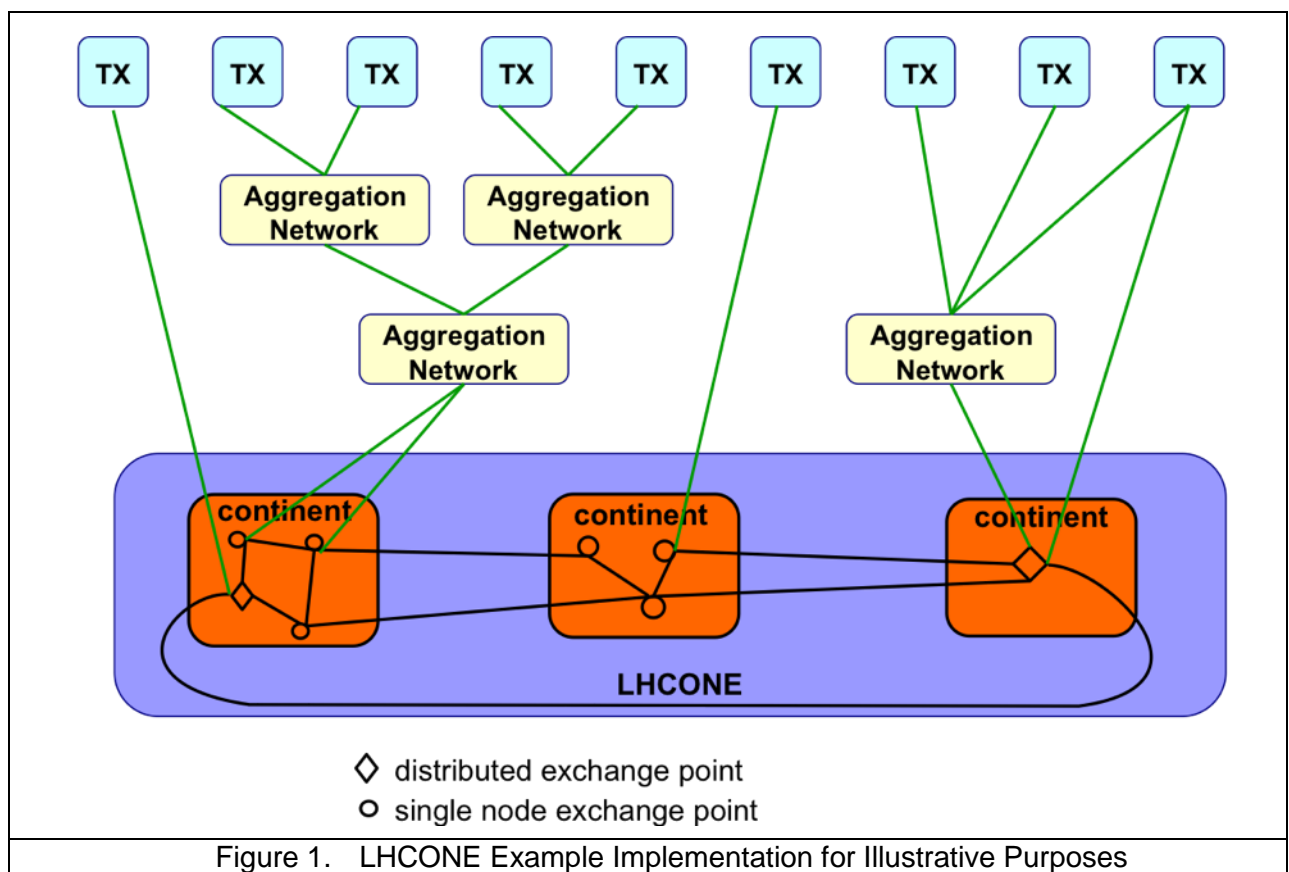 TX TX TX TX TX TX TX TX TX
Aggregation Network
Aggregation Network
Aggregation Network
Aggregation Network
continent continent continent
LHCONE
distributed exchange point
single node exchange point
Figure 1. LHCONE Example Implementation for Illustrative Purposes